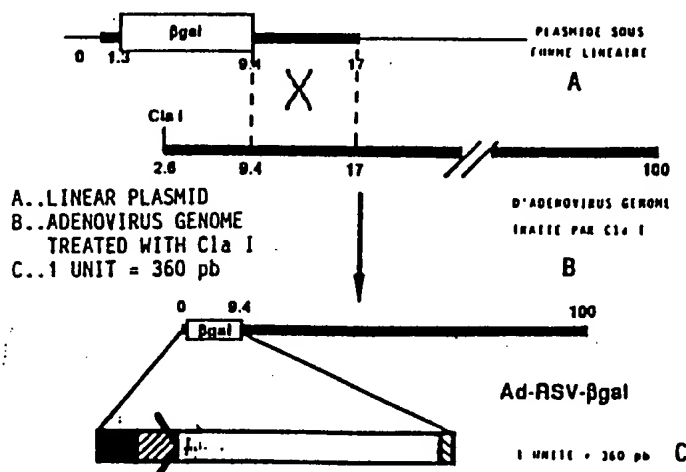 βgal
PLASMIDE SOUS
FORME LINEAIRE
0 1.3 9.4 17
A
Cla I
2.6 9.4 17 100
A..LINEAR PLASMID
B..ADENOVIRUS GENOME
TREATED WITH Cla I
C..1 UNIT = 360 pb
D'ADENOVIRUS GENOME
TRAITE PAR Cla I
B
0 9.4 100
βgal
Ad-RSV-βgal
1 UNITE = 360 pb C